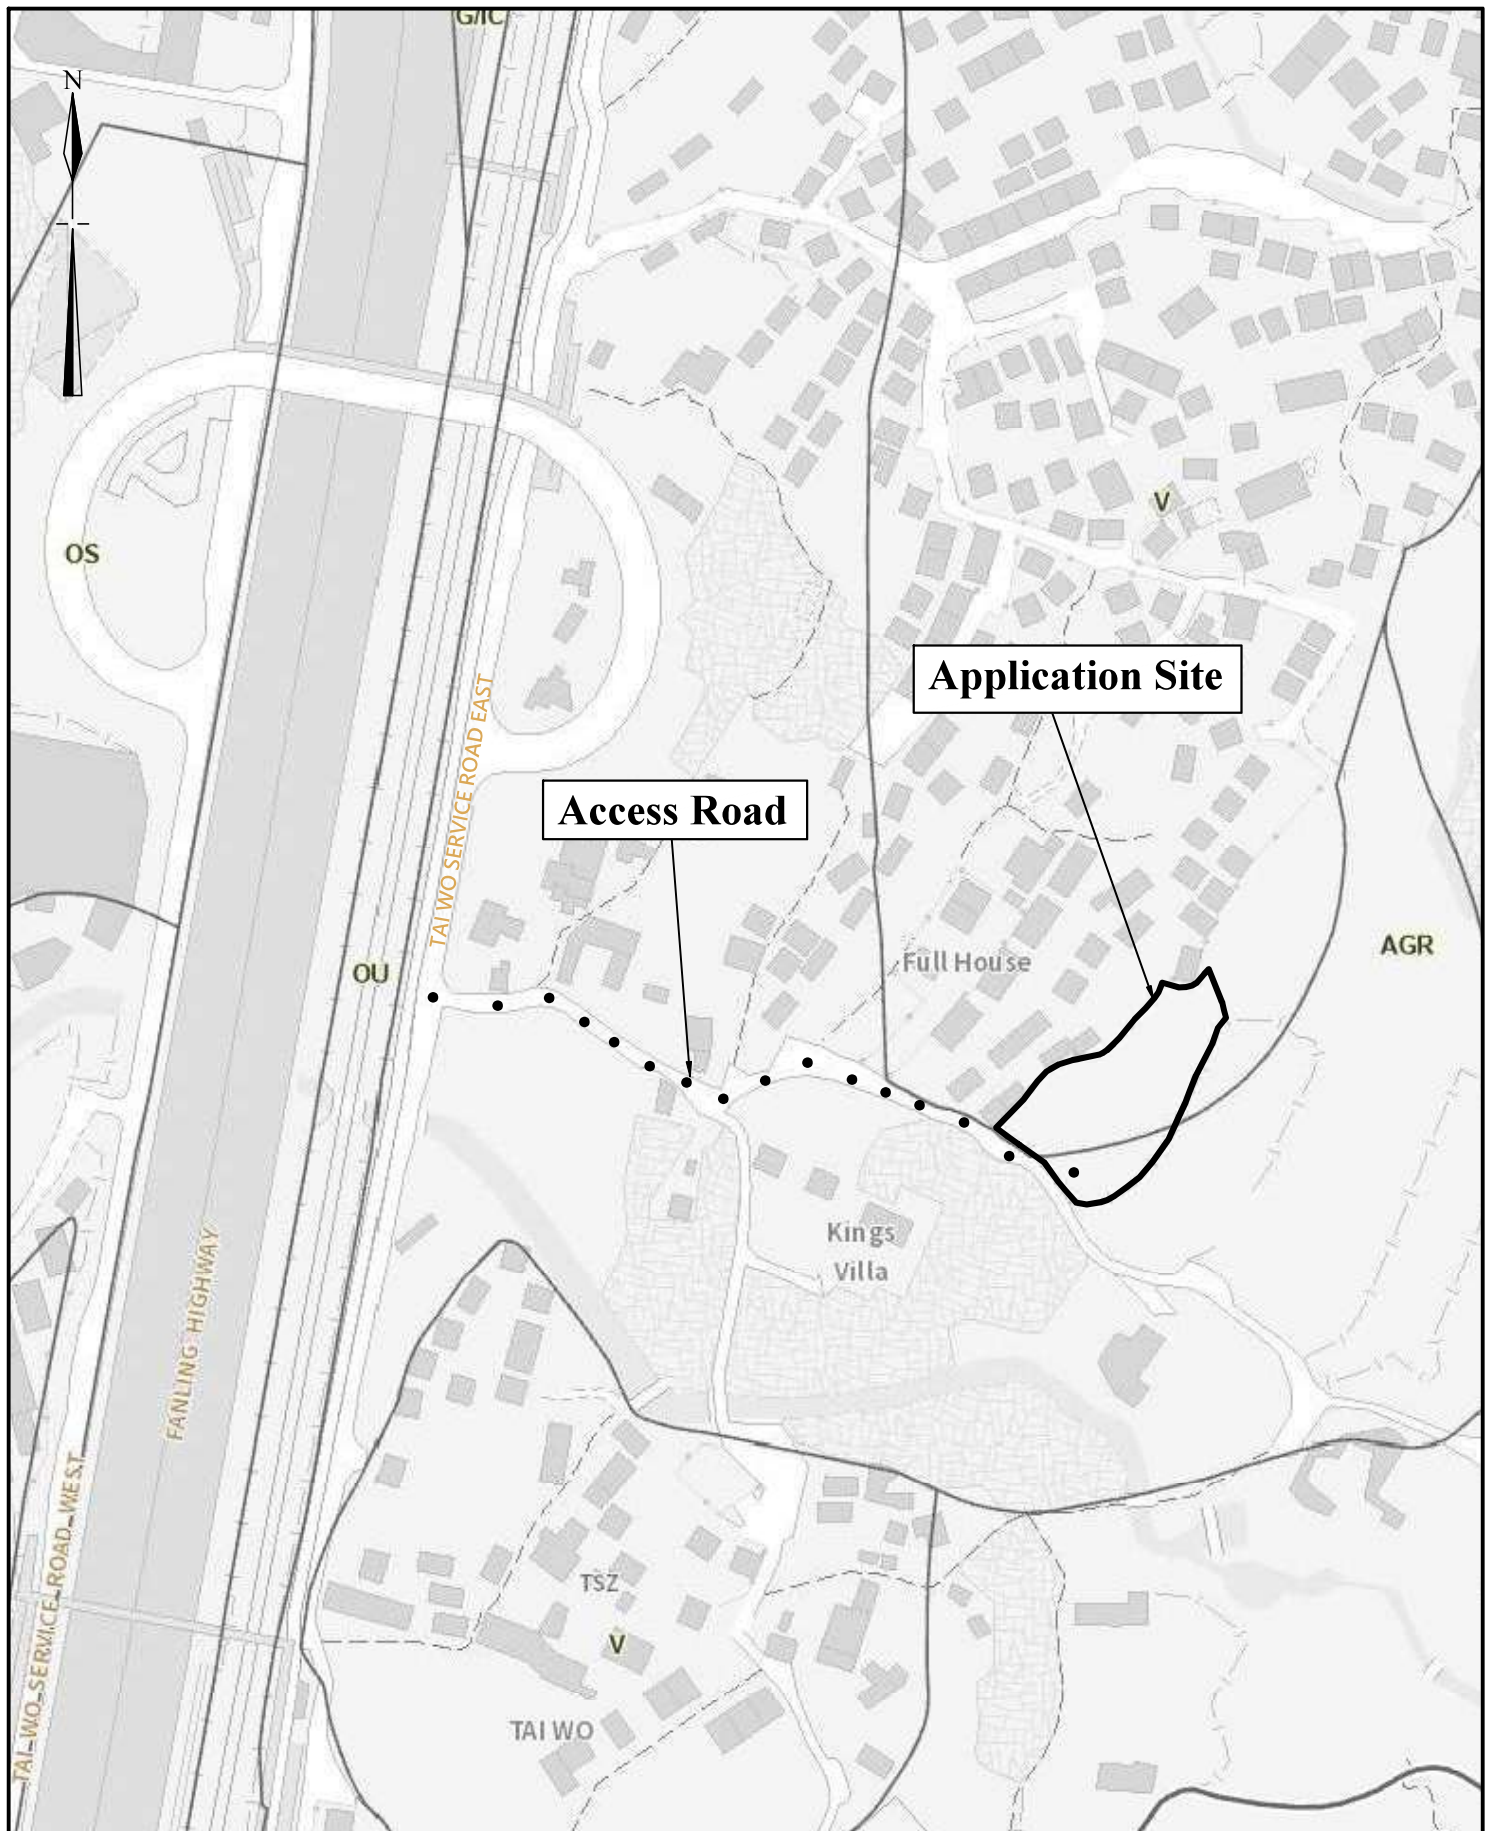 G/IC
N
OS
V
Application Site
TAI WO SERVICE ROAD EAST
Access Road
AGR
Full House
OU
Kings
Villa
FANLING HIGHWAY
TAI WO SERVICE ROAD WEST
TSZ
V
TAI WO